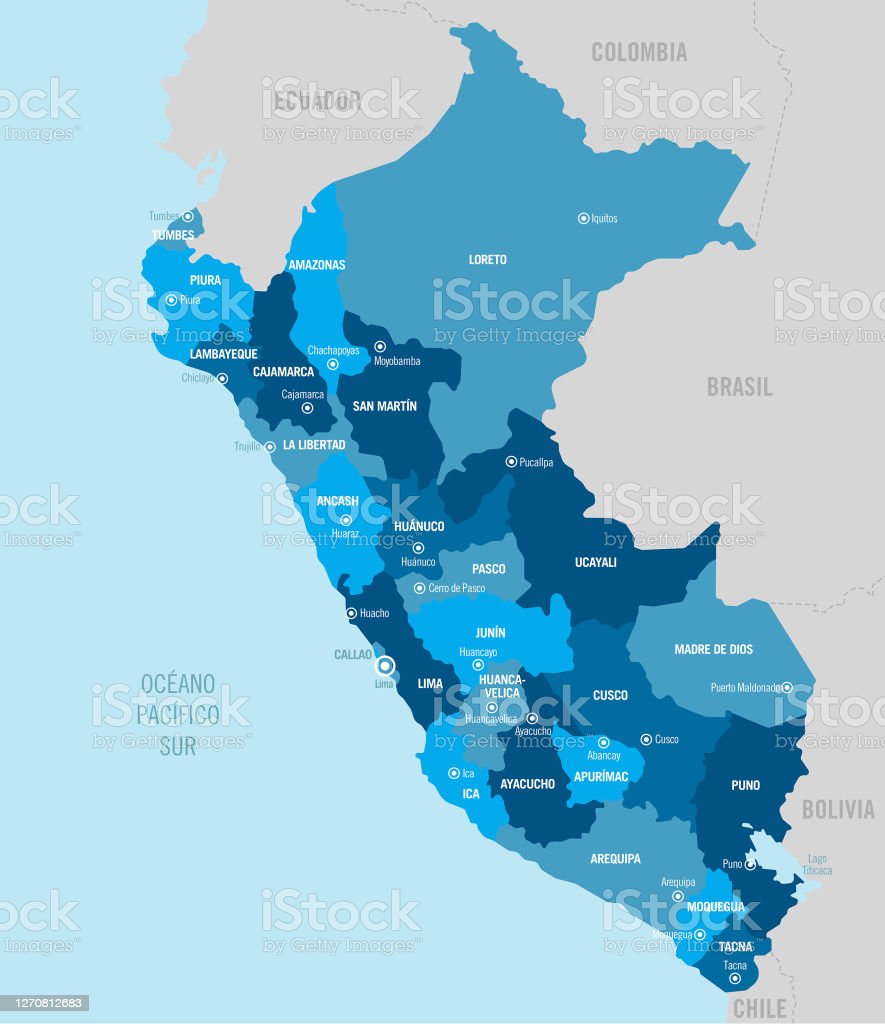 COLOMBIA
ECUADOR
iStock
by Getty Images™
Tumbes
TUMBES
Iquitos
AMAZONAS
LORETO
PIURA
Piura
LAMBAYEQUE
Chachapoyas
Moyobamba
CAJAMARCA
Chiclayo
BRASIL
Cajamarca
SAN MARTÍN
Trujillo
LA LIBERTAD
Pucallpa
ANCASH
Huaraz
HUÁNUCO
Huánuco
UCAYALI
PASCO
Cerro de Pasco
Huacho
JUNÍN
Huancayo
CALLAO
Lima
LIMA
MADRE DE DIOS
Puerto Maldonado
HUANCA-
VELICA
Huancavelica
CUSCO
OCÉANO
PACÍFICO
SUR
Ayacucho
Cusco
Abancay
Ica
ICA
AYACUCHO
APURÍMAC
PUNO
BOLIVIA
AREQUIPA
Puno
Lago
Titicaca
Arequipa
MOQUEGUA
Moquegua
TACNA
Tacna
CHILE
1270812683